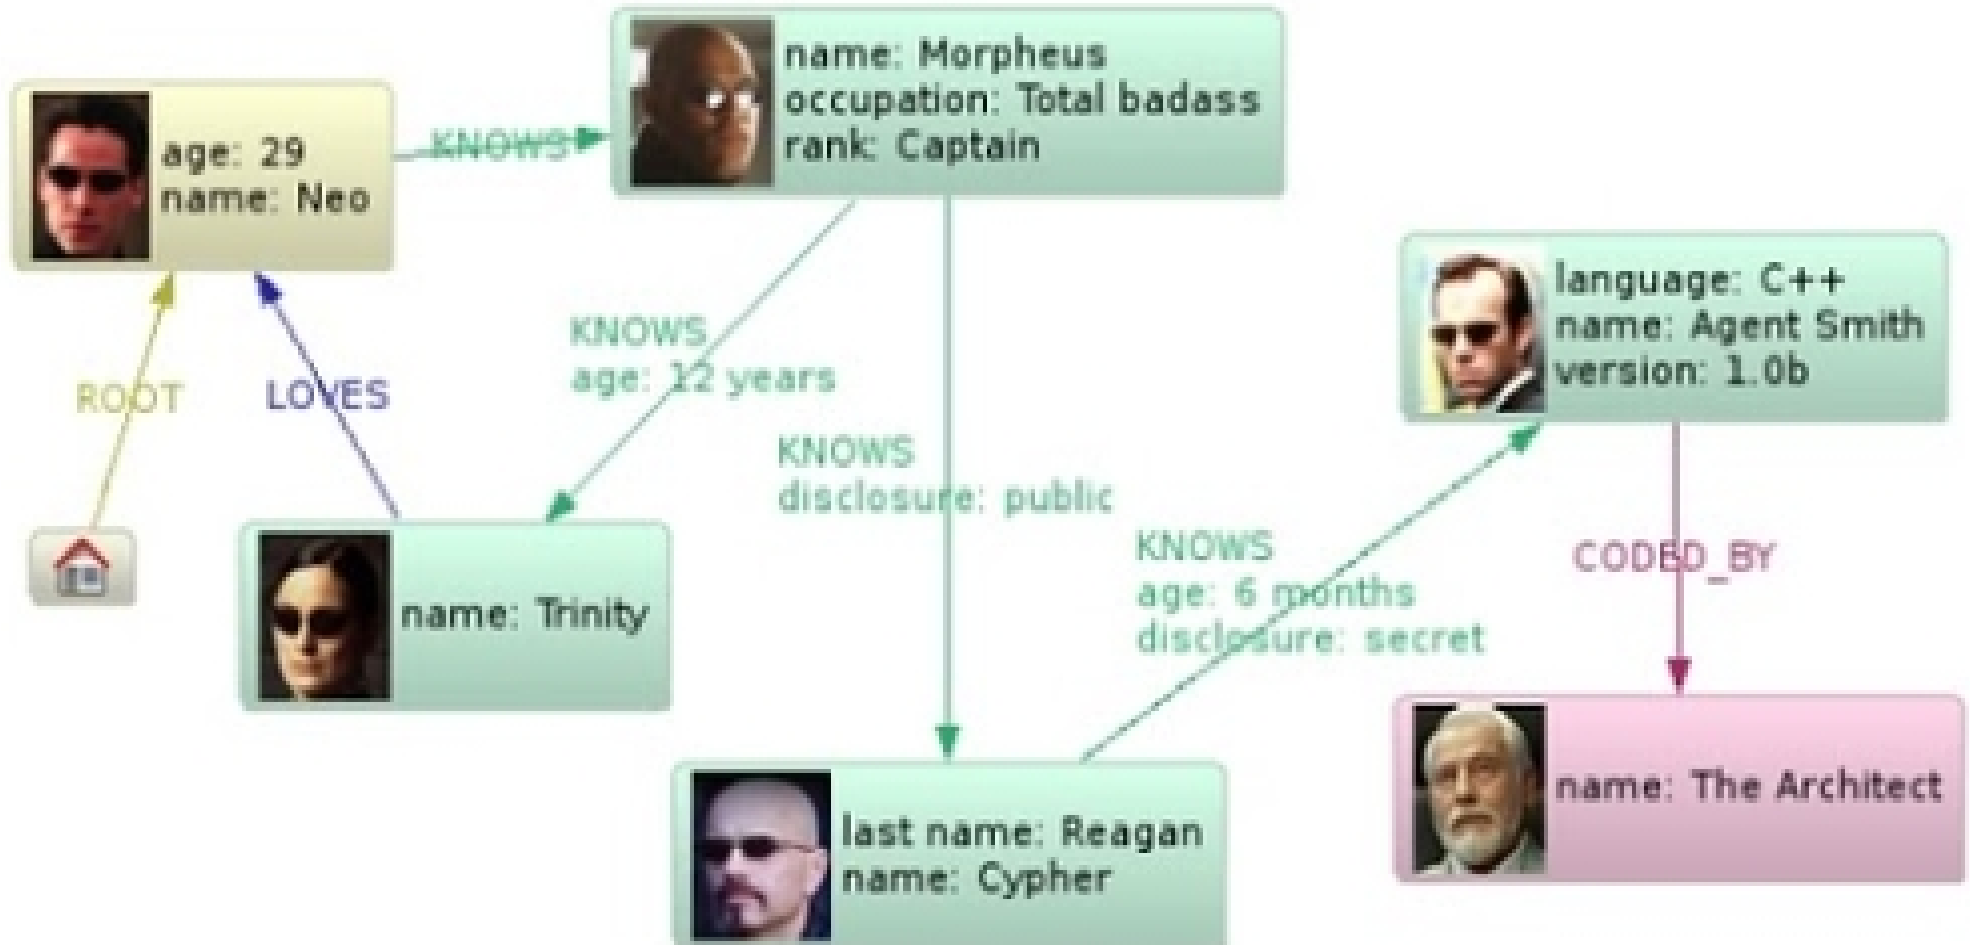 name: Morpheus
occupation: Total badass
rank: Captain
age: 29
name: Neo
KNOWS
language: C++
name: Agent Smith
version: 1.0b
KNOWS
age: 12 years
ROOT
LOVES
KNOWS
disclosure: public
KNOWS
age: 6 months
disclosure: secret
CODED_BY
name: Trinity
name: The Architect
last name: Reagan
name: Cypher